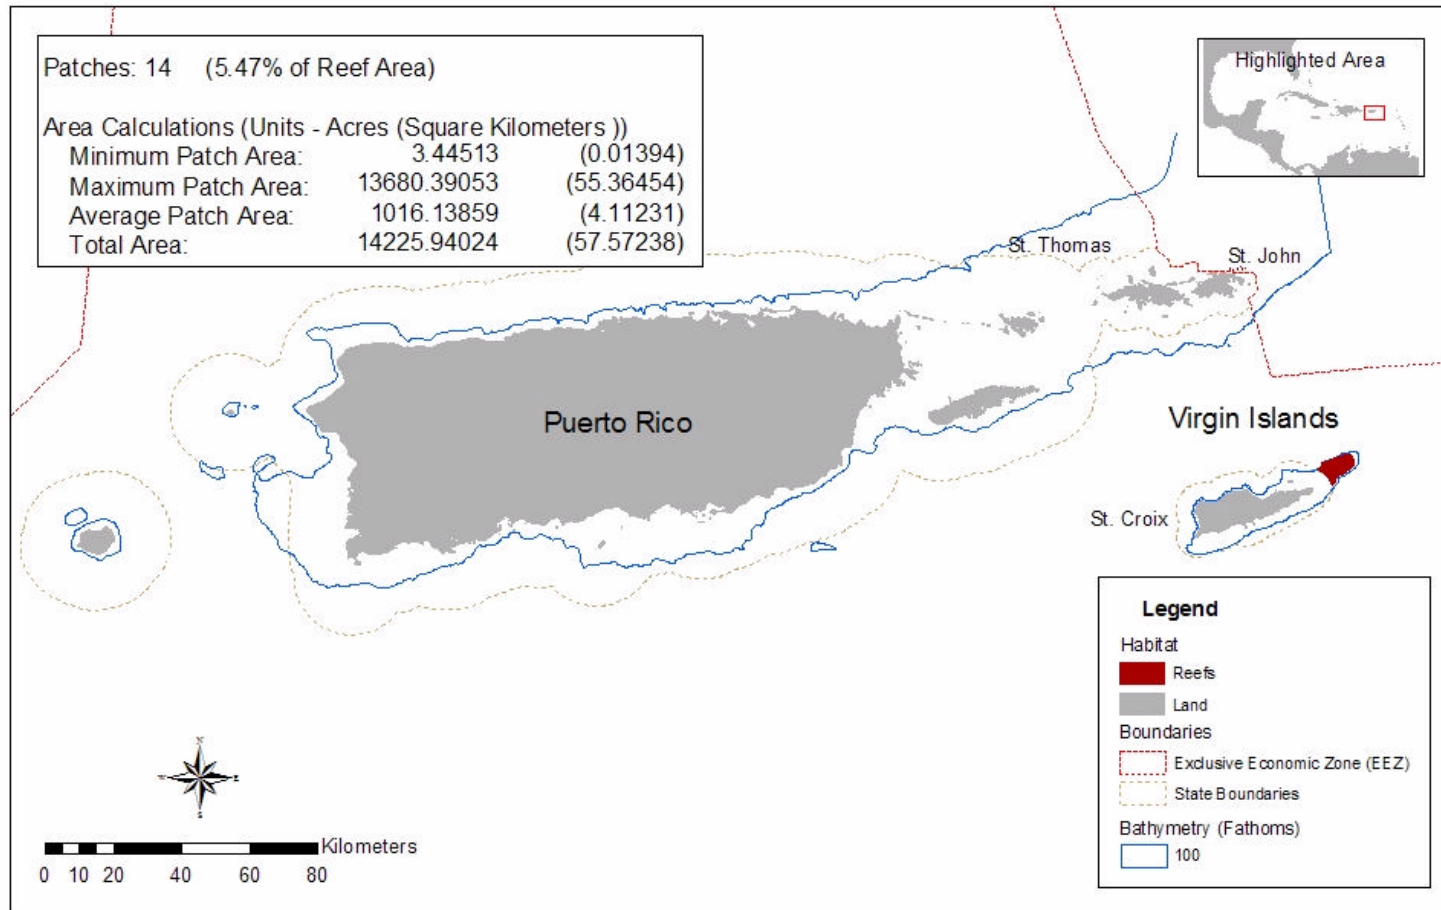 Patches: 14 (5.47% of Reef Area)
Area Calculations (Units - Acres (Square Kilometers ))
Minimum Patch Area: 3.44513 (0.01394)
Maximum Patch Area: 13680.39053 (55.36454)
Average Patch Area: 1016.13859 (4.11231)
Total Area: 14225.94024 (57.57238)
Highlighted Area
St. Thomas
St. John
Puerto Rico
Virgin Islands
St. Croix
Legend
Habitat
Reefs
Land
Boundaries
Exclusive Economic Zone (EEZ)
State Boundaries
Bathymetry (Fathoms)
100
N
W E
S
Kilometers
0 10 20 40 60 80